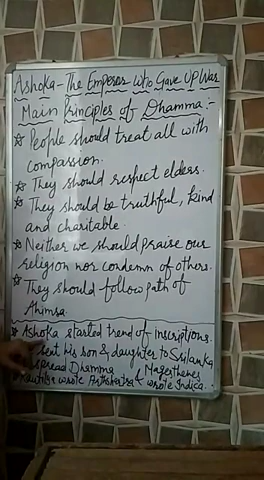 Ashoka - The Emperor Who Gave Up War
Main Principles of Dhamma :-
☆ People should treat all with
compassion.
☆ They should respect elders.
☆ They should be truthful, kind
and charitable
☆ Neither we should praise our
religion nor condemn of others.
☆ They should follow path of
Ahimsa.
Ashoka started trend of inscriptions.
sent his son & daughter to Srilanka
spread Dhamma & Magesthenes
wrote wrote Indica.